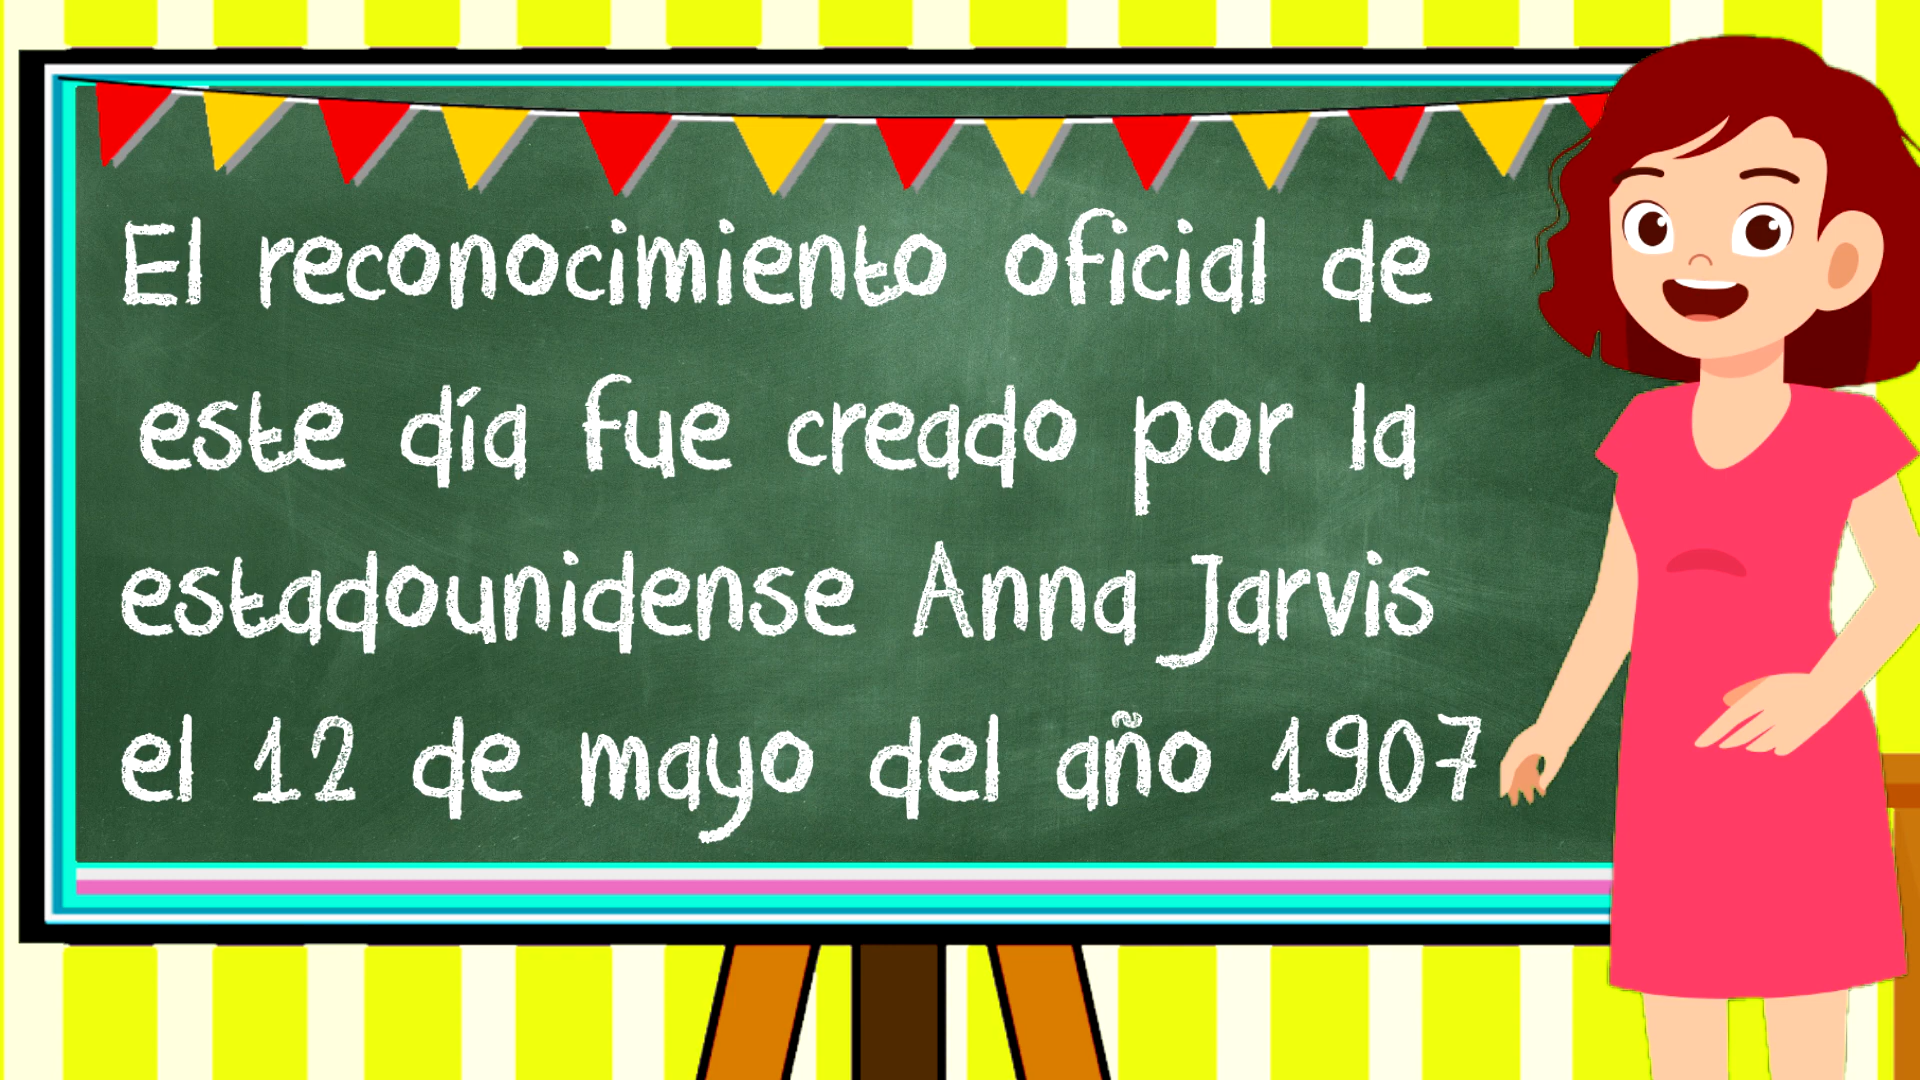 El reconocimiento oficial de
este día fue creado por la
estadounidense Anna Jarvis
el 12 de mayo del año 1907